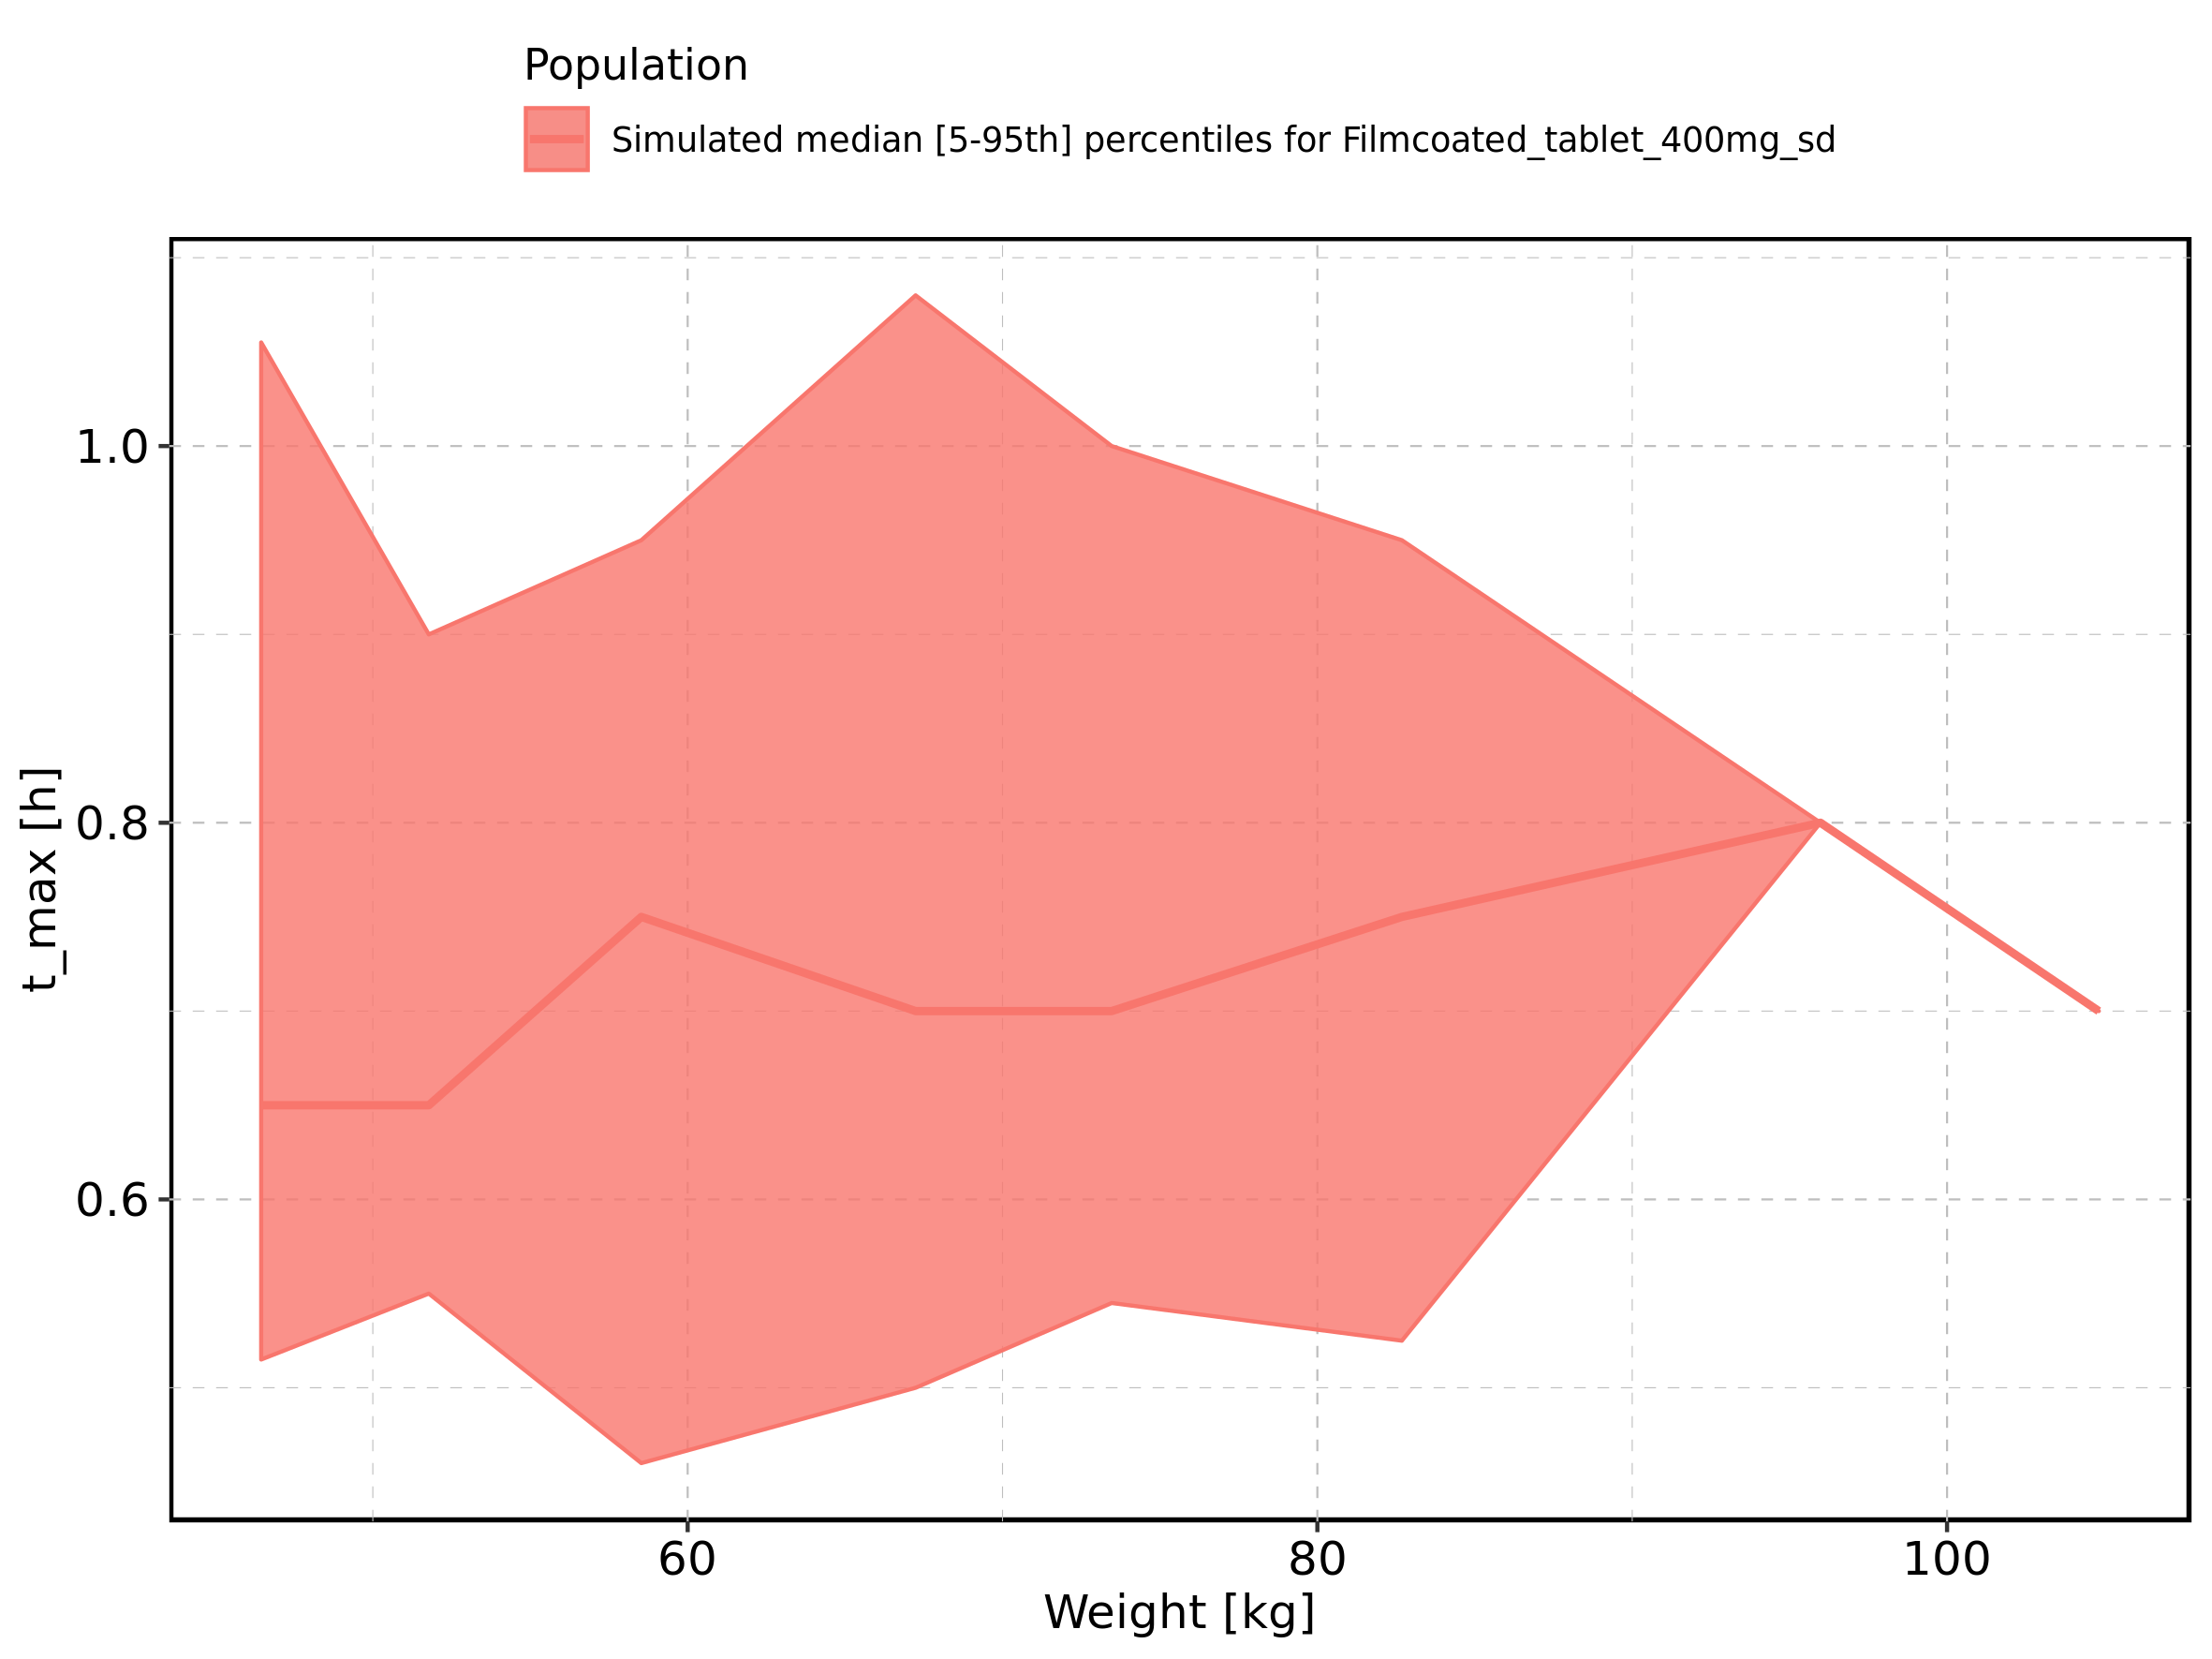 Population
Simulated median [5-95th] percentiles for Filmcoated_tablet_400mg_sd
t_max [h]
1.0
0.8
0.6
60
80
100
Weight [kg]